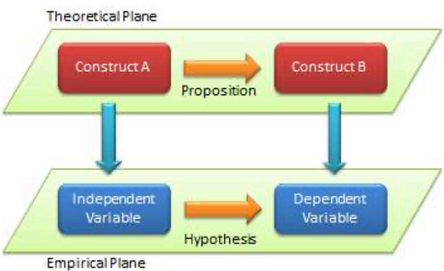 Theoretical Plane
Construct A
Construct B
Proposition
Independent
Variable
Dependent
Variable
Hypothesis
Empirical Plane